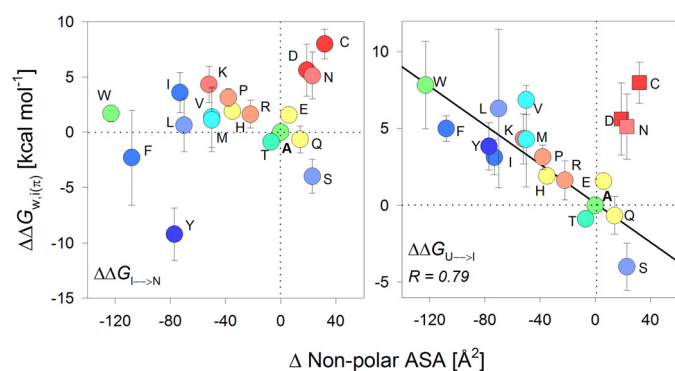 ΔΔG_w,i(π) [kcal mol⁻¹]
10
5
0
-5
-10
-15
-120 -80 -40 0 40
W
F
I
L
Y
K
V
M
P
H
R
T
A
E
Q
D
N
C
S
ΔΔG_I-->N
10
5
0
-5
-120 -80 -40 0 40
W
F
L
Y
I
K
V
M
P
H
R
T
A
E
Q
D
N
C
S
ΔΔG_U-->I
R = 0.79
Δ Non-polar ASA [Å²]